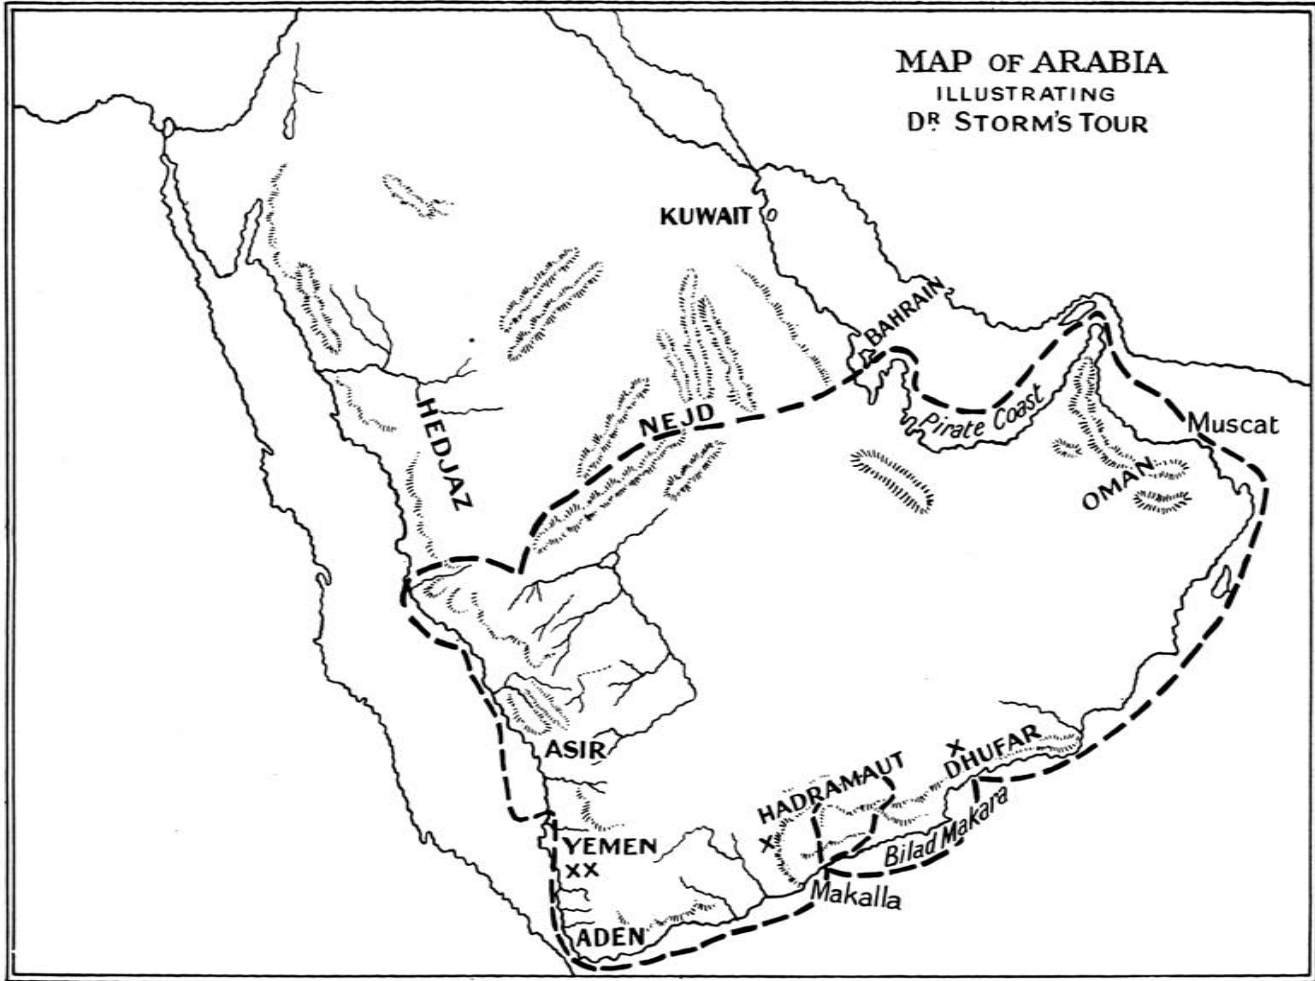 MAP OF ARABIA
ILLUSTRATING
DR STORM'S TOUR
KUWAIT
BAHRAIN
HEDJAZ
NEJD
Pirate Coast
Muscat
OMAN
ASIR
HADRAMAUT
X
DHUFAR
X
YEMEN
XX
Bilad Makara
Makalla
ADEN